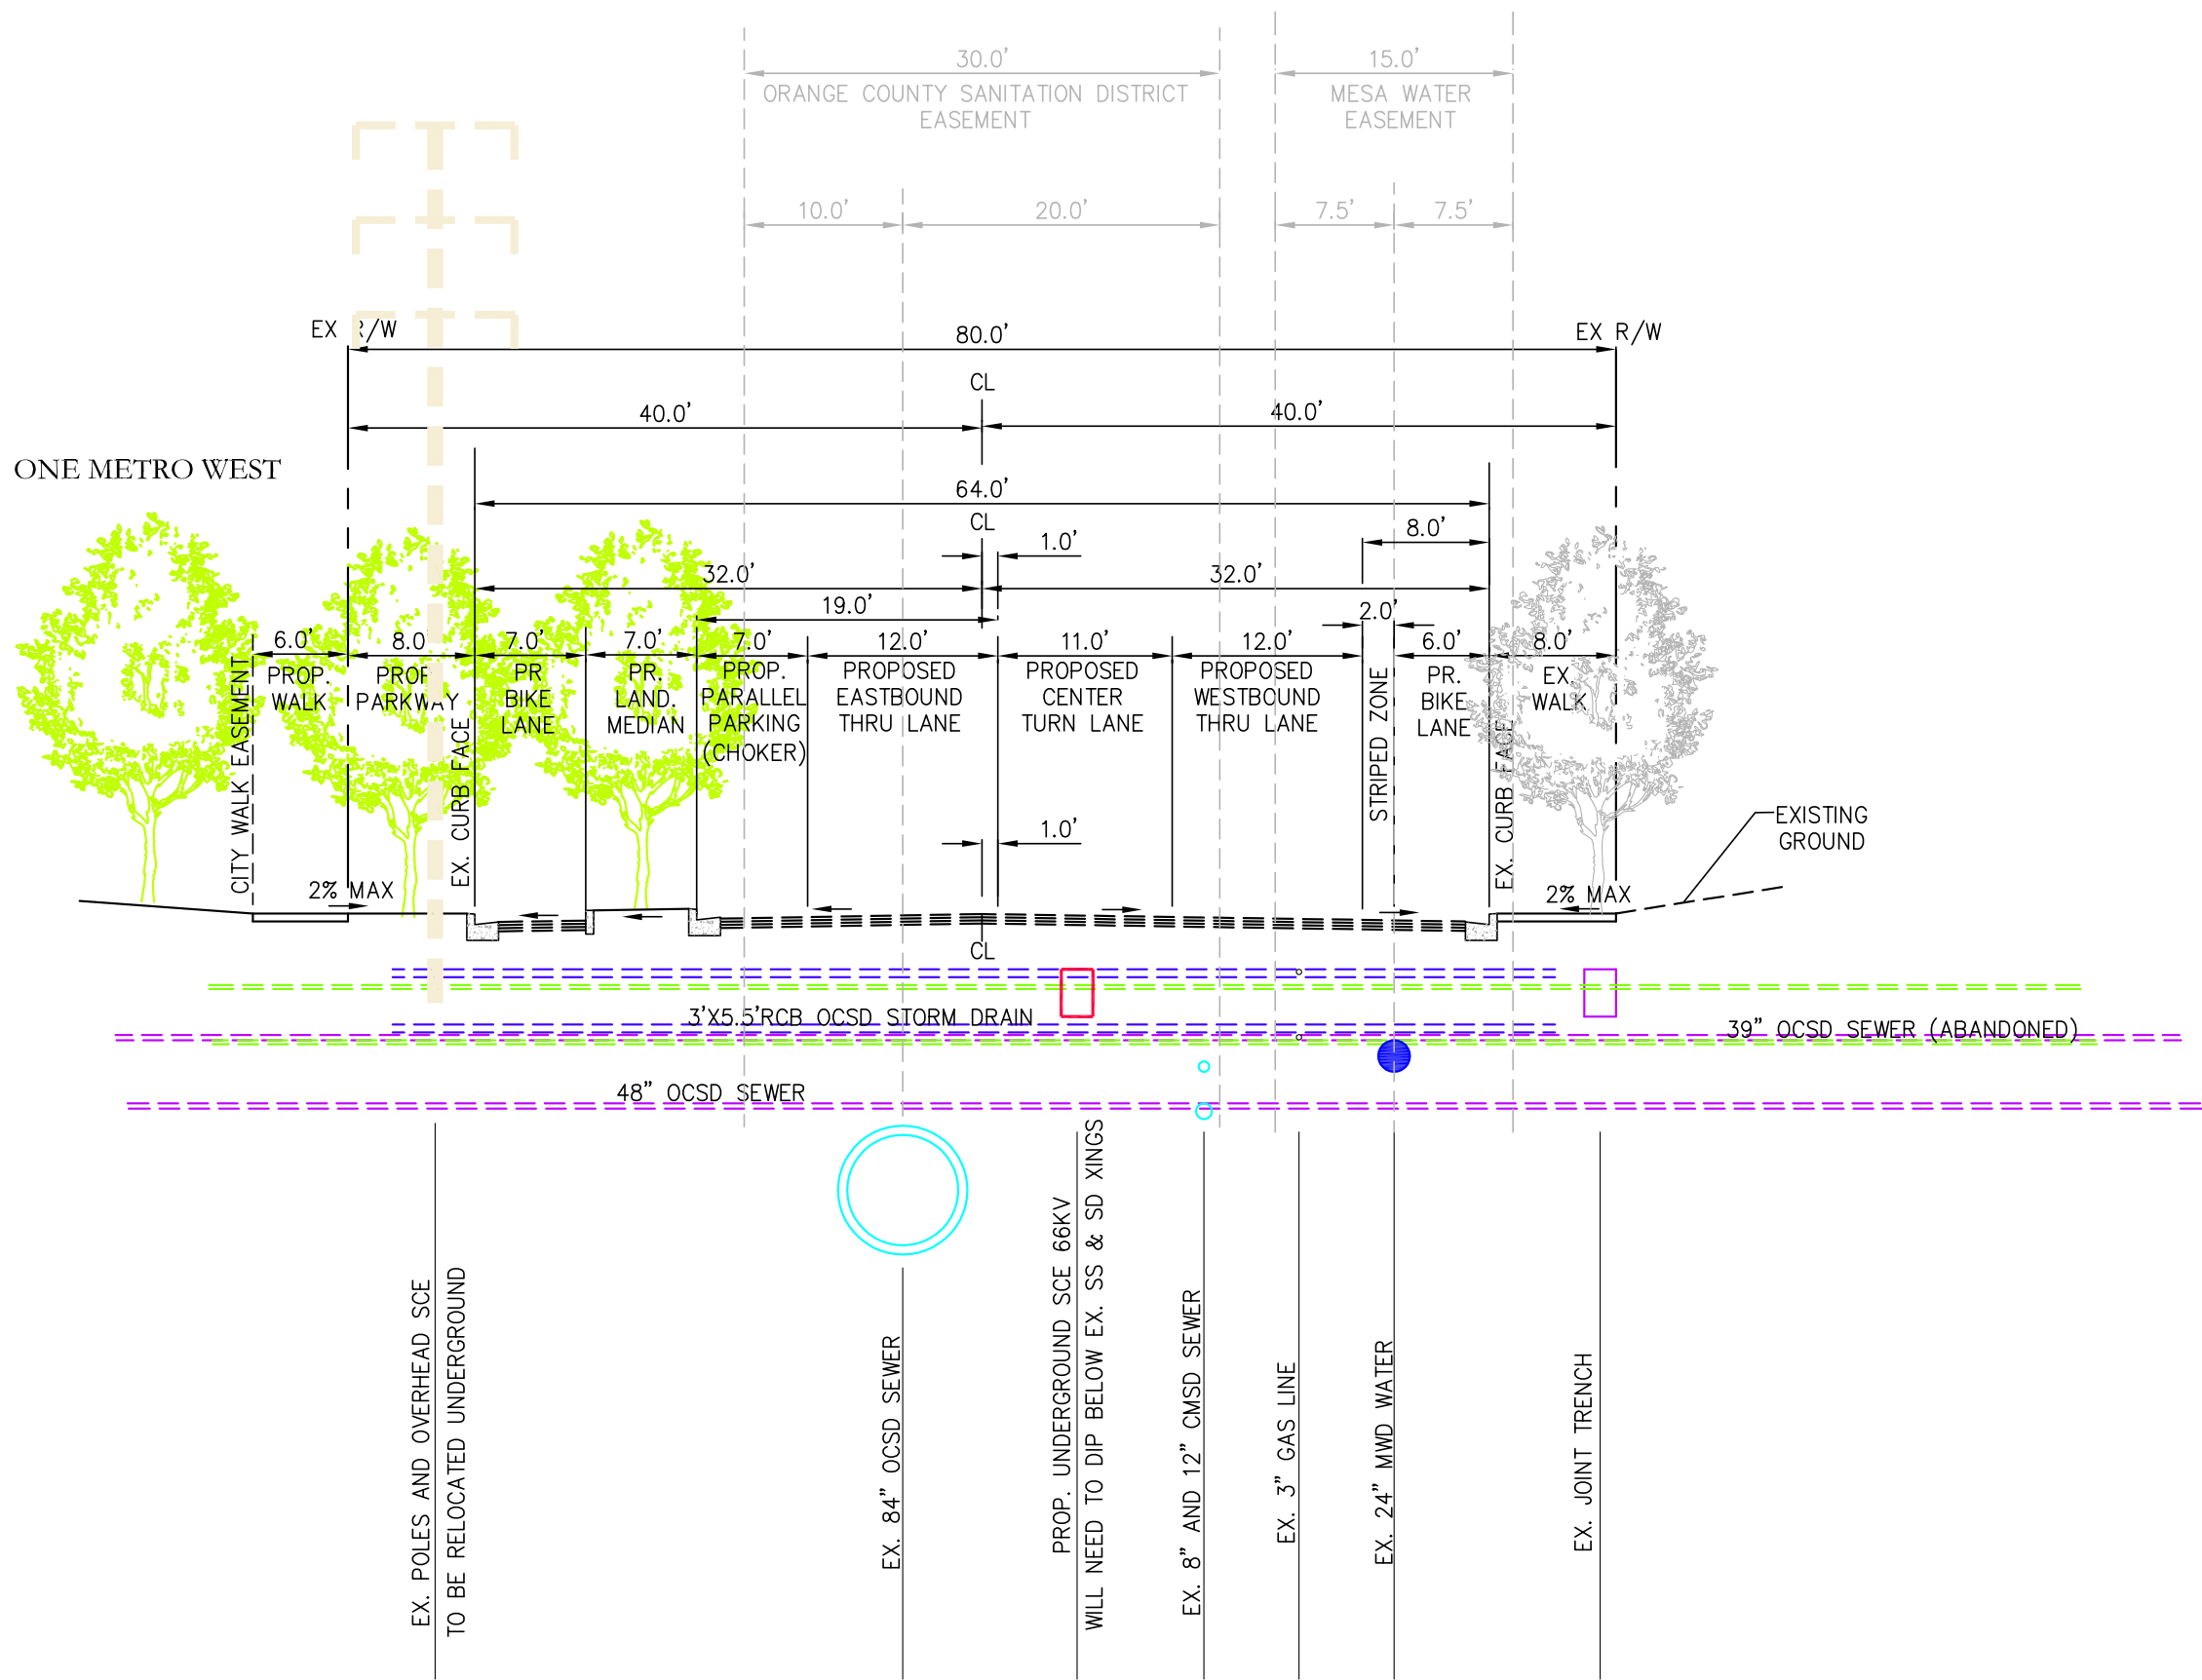 30.0'
ORANGE COUNTY SANITATION DISTRICT
EASEMENT
15.0'
MESA WATER
EASEMENT
10.0'
20.0'
7.5'
7.5'
EX R/W
80.0'
EX R/W
CL
40.0'
40.0'
ONE METRO WEST
64.0'
CL
1.0'
8.0'
32.0'
32.0'
19.0'
2.0'
6.0'
PROP.
WALK
8.0
PROP
PARKWAY
7.0'
PR
BIKE
LANE
7.0'
PR.
LAND.
MEDIAN
7.0'
PROP.
PARALLEL
PARKING
(CHOKER)
12.0'
PROPOSED
EASTBOUND
THRU LANE
11.0'
PROPOSED
CENTER
TURN LANE
12.0'
PROPOSED
WESTBOUND
THRU LANE
STRIPED ZONE
6.0'
PR.
BIKE
LANE
8.0'
EX.
WALK
CITY WALK EASEMENT
EX. CURB FACE
EX. CURB FACE
1.0'
EXISTING
GROUND
2% MAX
2% MAX
CL
3'X5.5'RCB OCSD STORM DRAIN
39" OCSD SEWER (ABANDONED)
48" OCSD SEWER
EX. POLES AND OVERHEAD SCE
TO BE RELOCATED UNDERGROUND
EX. 84" OCSD SEWER
PROP. UNDERGROUND SCE 66KV
WILL NEED TO DIP BELOW EX. SS & SD XINGS
EX. 8" AND 12" CMSD SEWER
EX. 3" GAS LINE
EX. 24" MWD WATER
EX. JOINT TRENCH